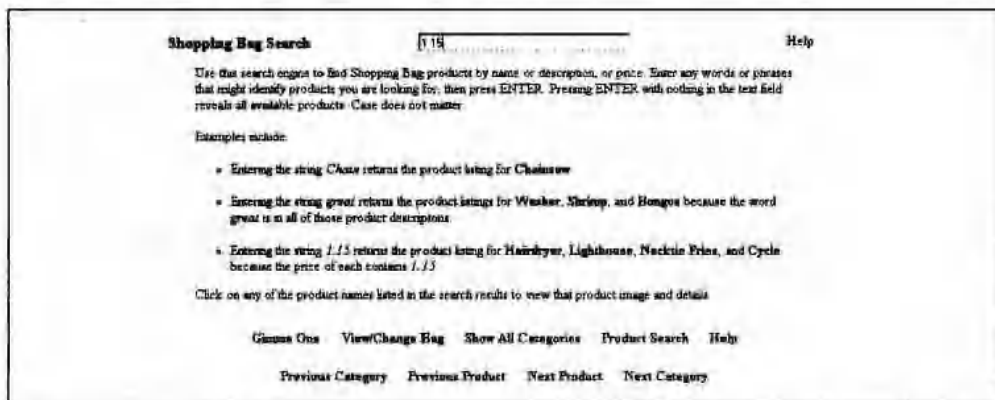 Shopping Bag Search 1.15 Help
Use this search engine to find Shopping Bag products by name or description, or price. Enter any words or phrases
that might identify products you are looking for, then press ENTER. Pressing ENTER with nothing in the text field
reveals all available products. Case does not matter.
Examples include:
• Entering the string Chain returns the product listing for Chainsaw
• Entering the string great returns the product listings for Washer, Shrimp, and Bongos because the word
great is in all of those product descriptions.
• Entering the string 1.15 returns the product listing for Hairdryer, Lighthouse, Necktie Fries, and Cycle
because the price of each contains 1.15
Click on any of the product names listed in the search results to view that product image and details.
Gimme One View/Change Bag Show All Categories Product Search Help
Previous Category Previous Product Next Product Next Category